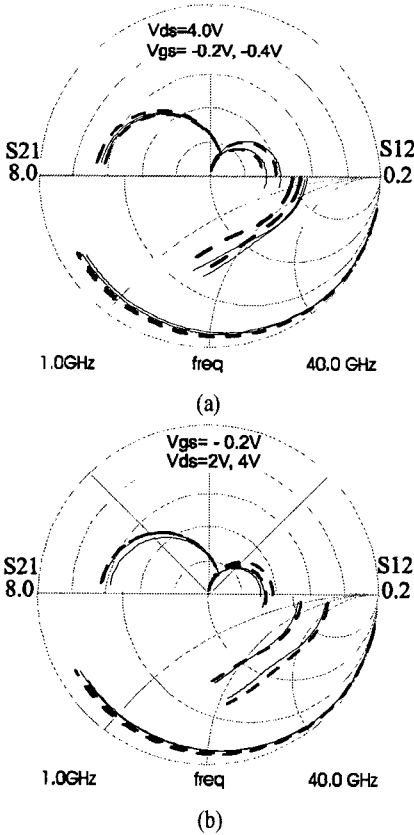 Vds=4.0V
Vgs= -0.2V, -0.4V
S21
8.0
S12
0.2
1.0GHz
freq
40.0 GHz
(a)
Vgs= - 0.2V
Vds=2V, 4V
S21
8.0
S12
0.2
1.0GHz
freq
40.0 GHz
(b)